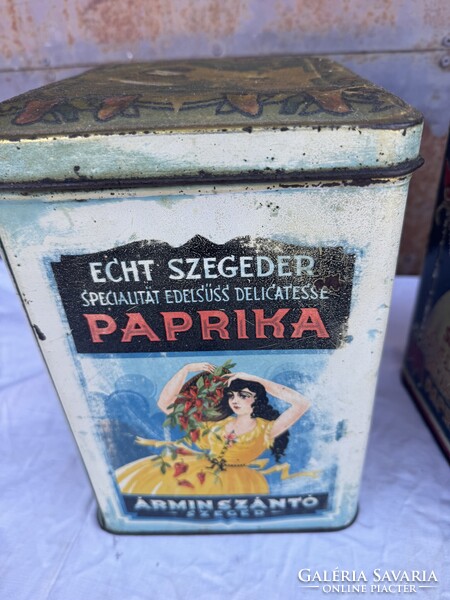 ECHT SZEGEDER
SPECIALITÄT EDELSÜSS DELICATESSE
PAPRIKA
ÁRMIN SZÁNTÓ
SZEGED
GALÉRIA SAVARIA
ONLINE PIACTÉR